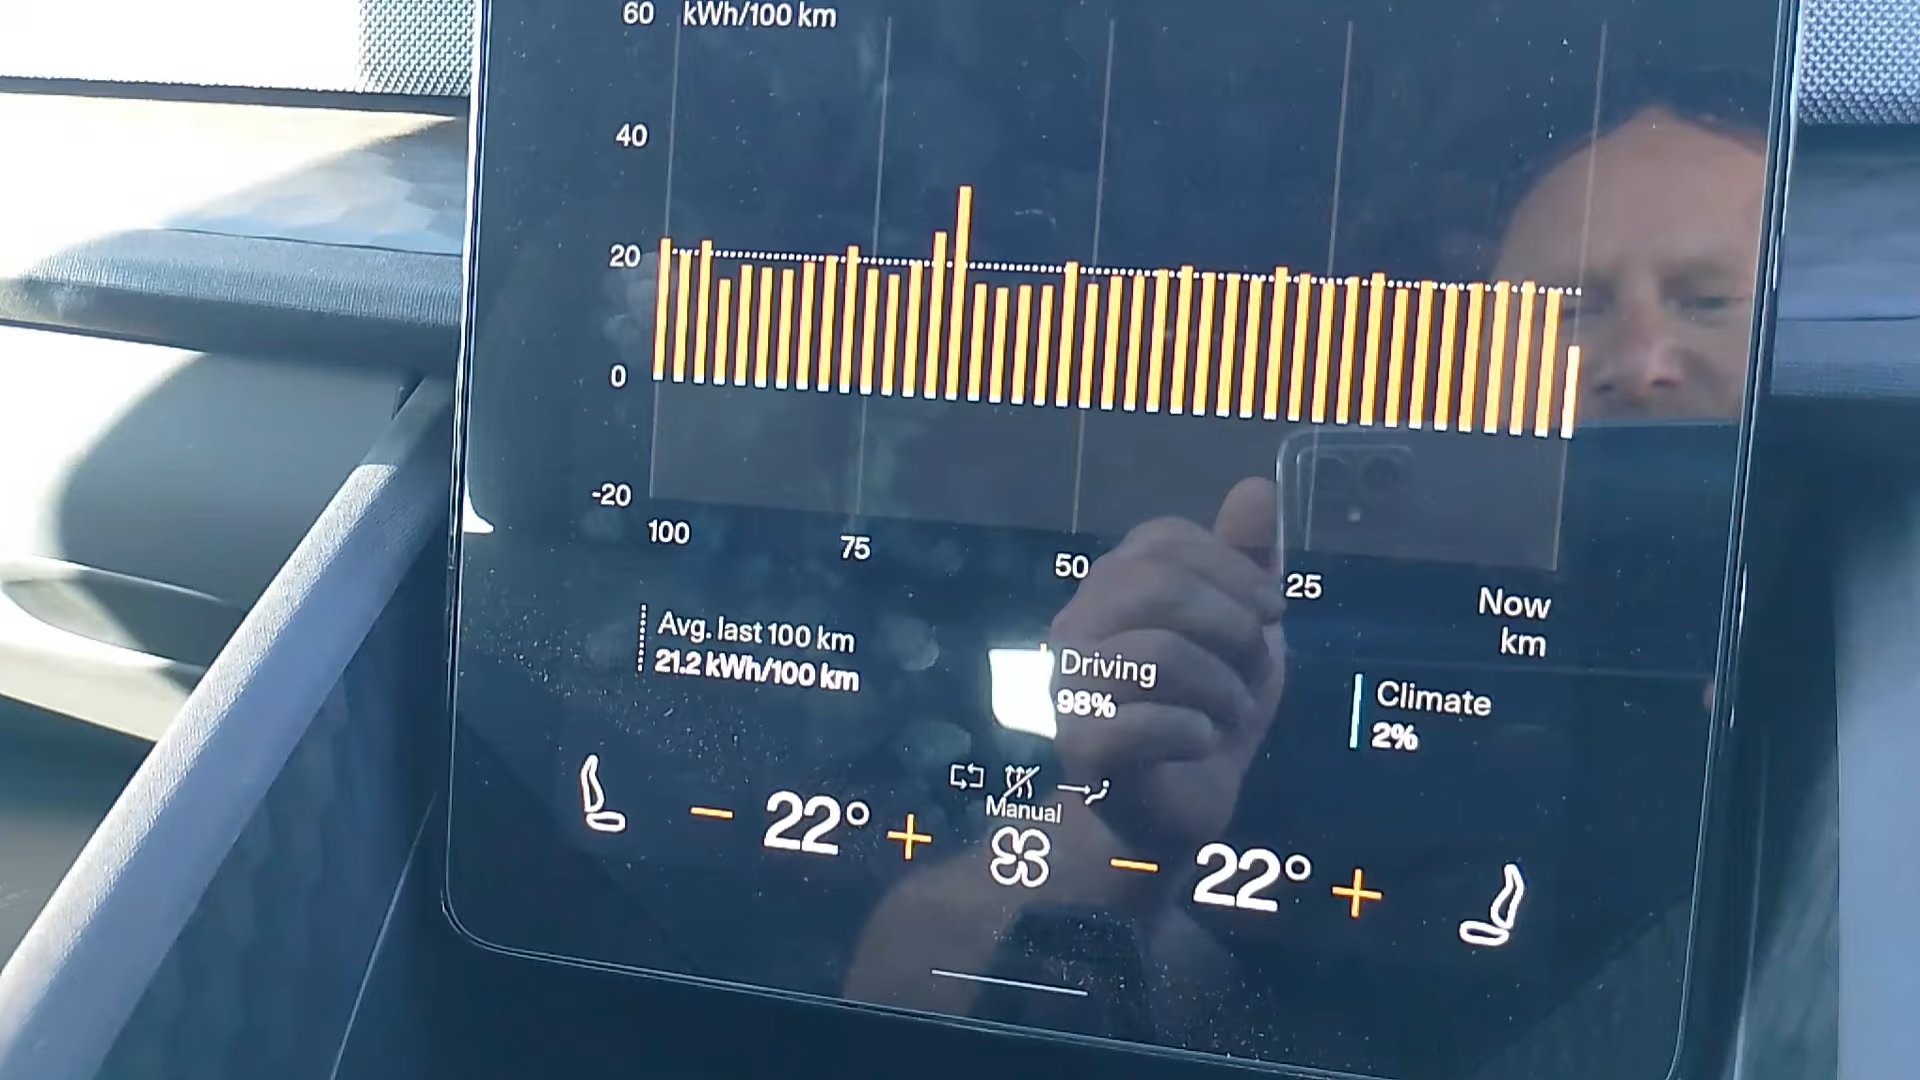 60 kWh/100 km
40
20
0
-20
100 75 50 25 Now
km
Avg. last 100 km
21.2 kWh/100 km
Driving
98%
Climate
2%
Manual
22° 22°